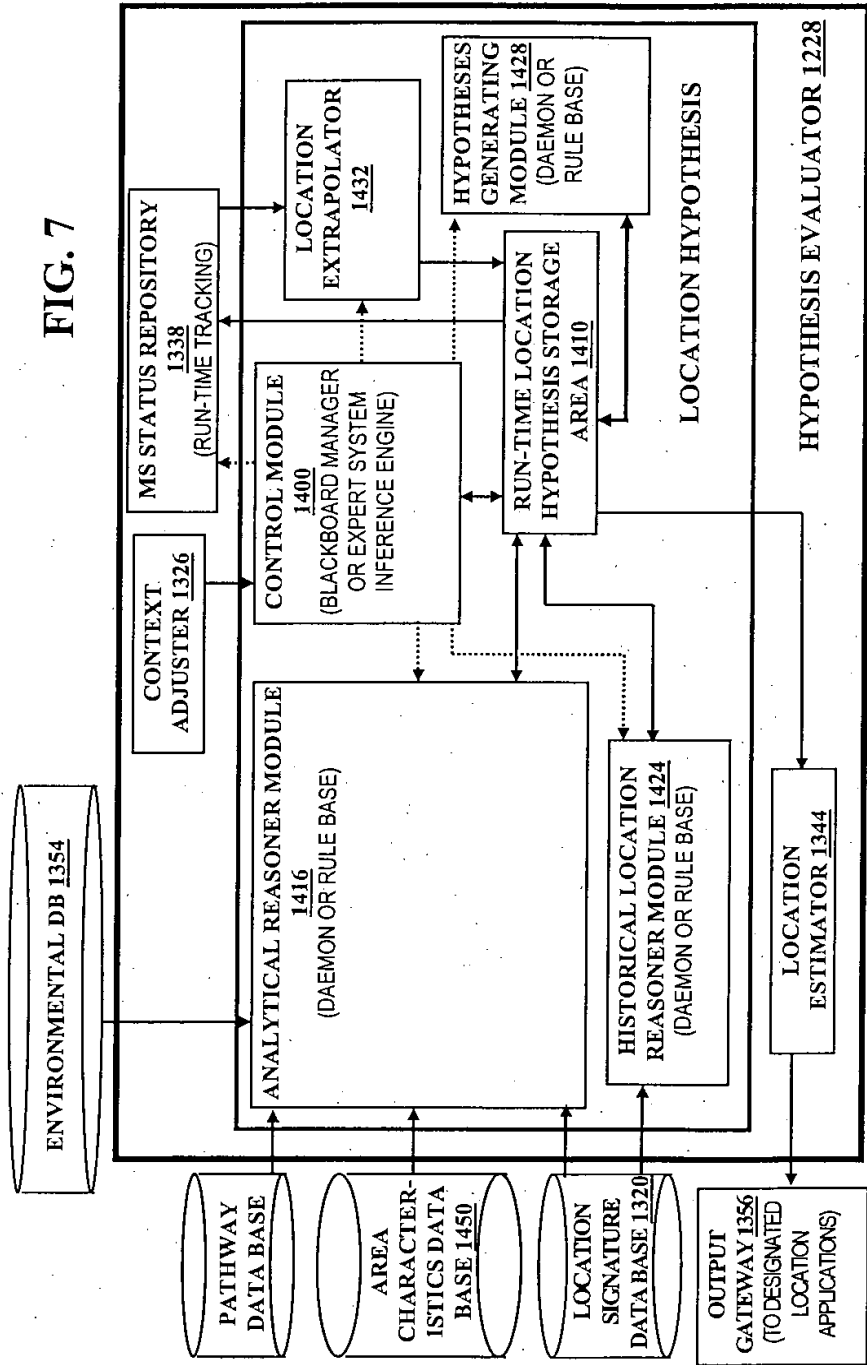 FIG. 7
ENVIRONMENTAL DB 1354
CONTEXT
ADJUSTER 1326
MS STATUS REPOSITORY
1338
(RUN-TIME TRACKING)
PATHWAY
DATA BASE
AREA
CHARACTER-
ISTICS DATA
BASE 1450
LOCATION
SIGNATURE
DATA BASE 1320
OUTPUT
GATEWAY 1356
(TO DESIGNATED
LOCATION
APPLICATIONS)
ANALYTICAL REASONER MODULE
1416
(DAEMON OR RULE BASE)
CONTROL MODULE
1400
(BLACKBOARD MANAGER
OR EXPERT SYSTEM
INFERENCE ENGINE)
LOCATION
EXTRAPOLATOR
1432
HISTORICAL LOCATION
REASONER MODULE 1424
(DAEMON OR RULE BASE)
RUN-TIME LOCATION
HYPOTHESIS STORAGE
AREA 1410
HYPOTHESES
GENERATING
MODULE 1428
(DAEMON OR
RULE BASE)
LOCATION HYPOTHESIS
LOCATION
ESTIMATOR 1344
HYPOTHESIS EVALUATOR 1228